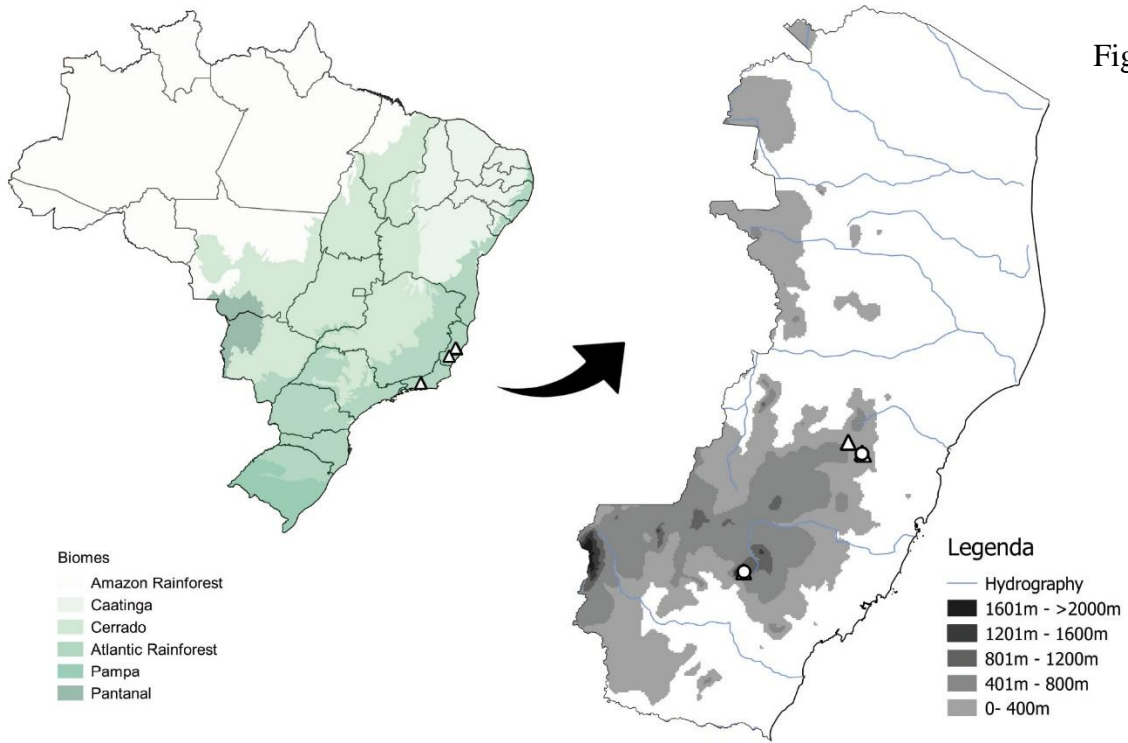 Fig
Biomes
Amazon Rainforest
Caatinga
Cerrado
Atlantic Rainforest
Pampa
Pantanal
Legenda
Hydrography
1601m - >2000m
1201m - 1600m
801m - 1200m
401m - 800m
0- 400m